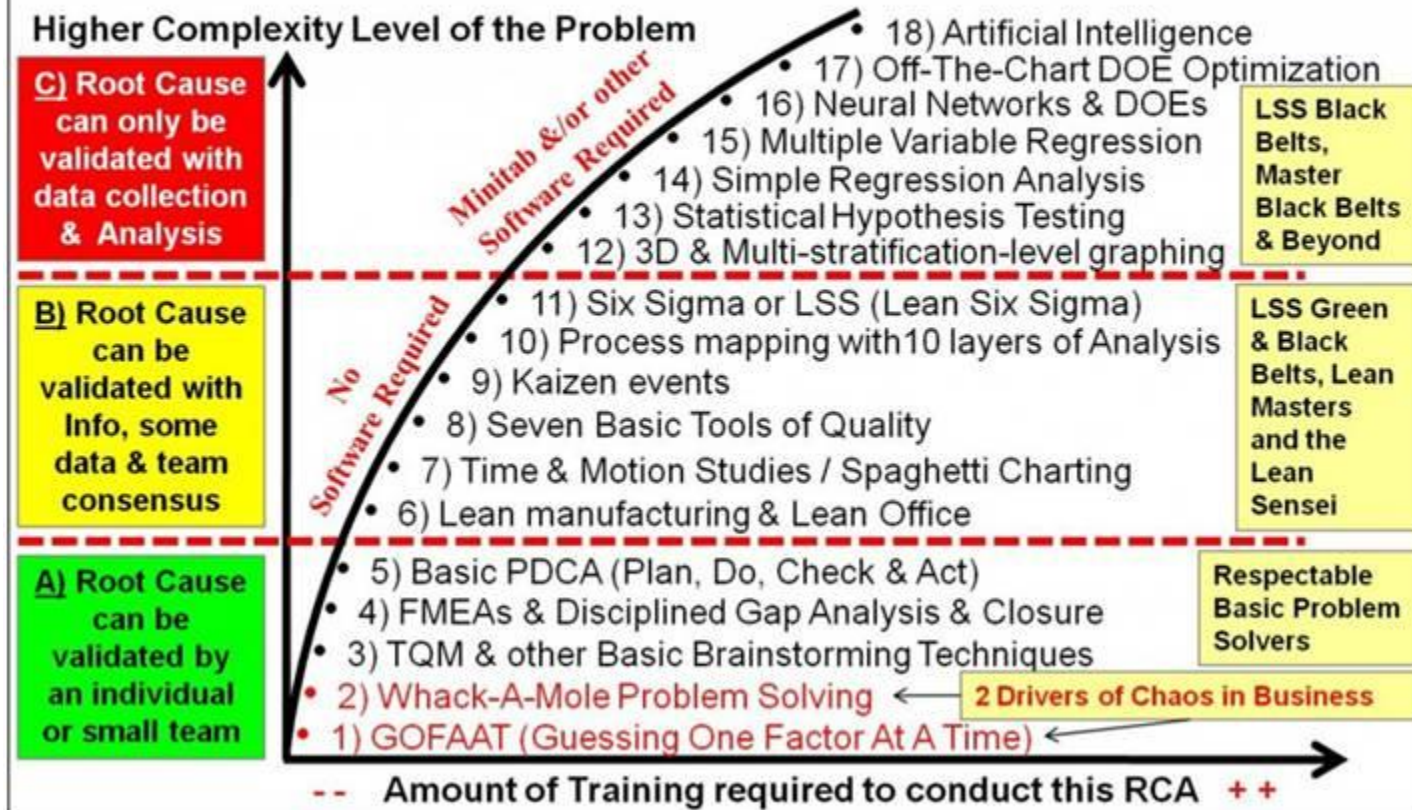 Higher Complexity Level of the Problem
C) Root Cause
can only be
validated with
data collection
& Analysis
Minitab &/or other
Software Required
18) Artificial Intelligence
17) Off-The-Chart DOE Optimization
16) Neural Networks & DOEs
15) Multiple Variable Regression
14) Simple Regression Analysis
13) Statistical Hypothesis Testing
12) 3D & Multi-stratification-level graphing
LSS Black
Belts,
Master
Black Belts
& Beyond
B) Root Cause
can be
validated with
Info, some
data & team
consensus
No
Software Required
11) Six Sigma or LSS (Lean Six Sigma)
10) Process mapping with10 layers of Analysis
9) Kaizen events
8) Seven Basic Tools of Quality
7) Time & Motion Studies / Spaghetti Charting
6) Lean manufacturing & Lean Office
LSS Green
& Black
Belts, Lean
Masters
and the
Lean
Sensei
A) Root Cause
can be
validated by
an individual
or small team
5) Basic PDCA (Plan, Do, Check & Act)
4) FMEAs & Disciplined Gap Analysis & Closure
3) TQM & other Basic Brainstorming Techniques
2) Whack-A-Mole Problem Solving
1) GOFAAT (Guessing One Factor At A Time)
Respectable
Basic Problem
Solvers
2 Drivers of Chaos in Business
-- Amount of Training required to conduct this RCA ++